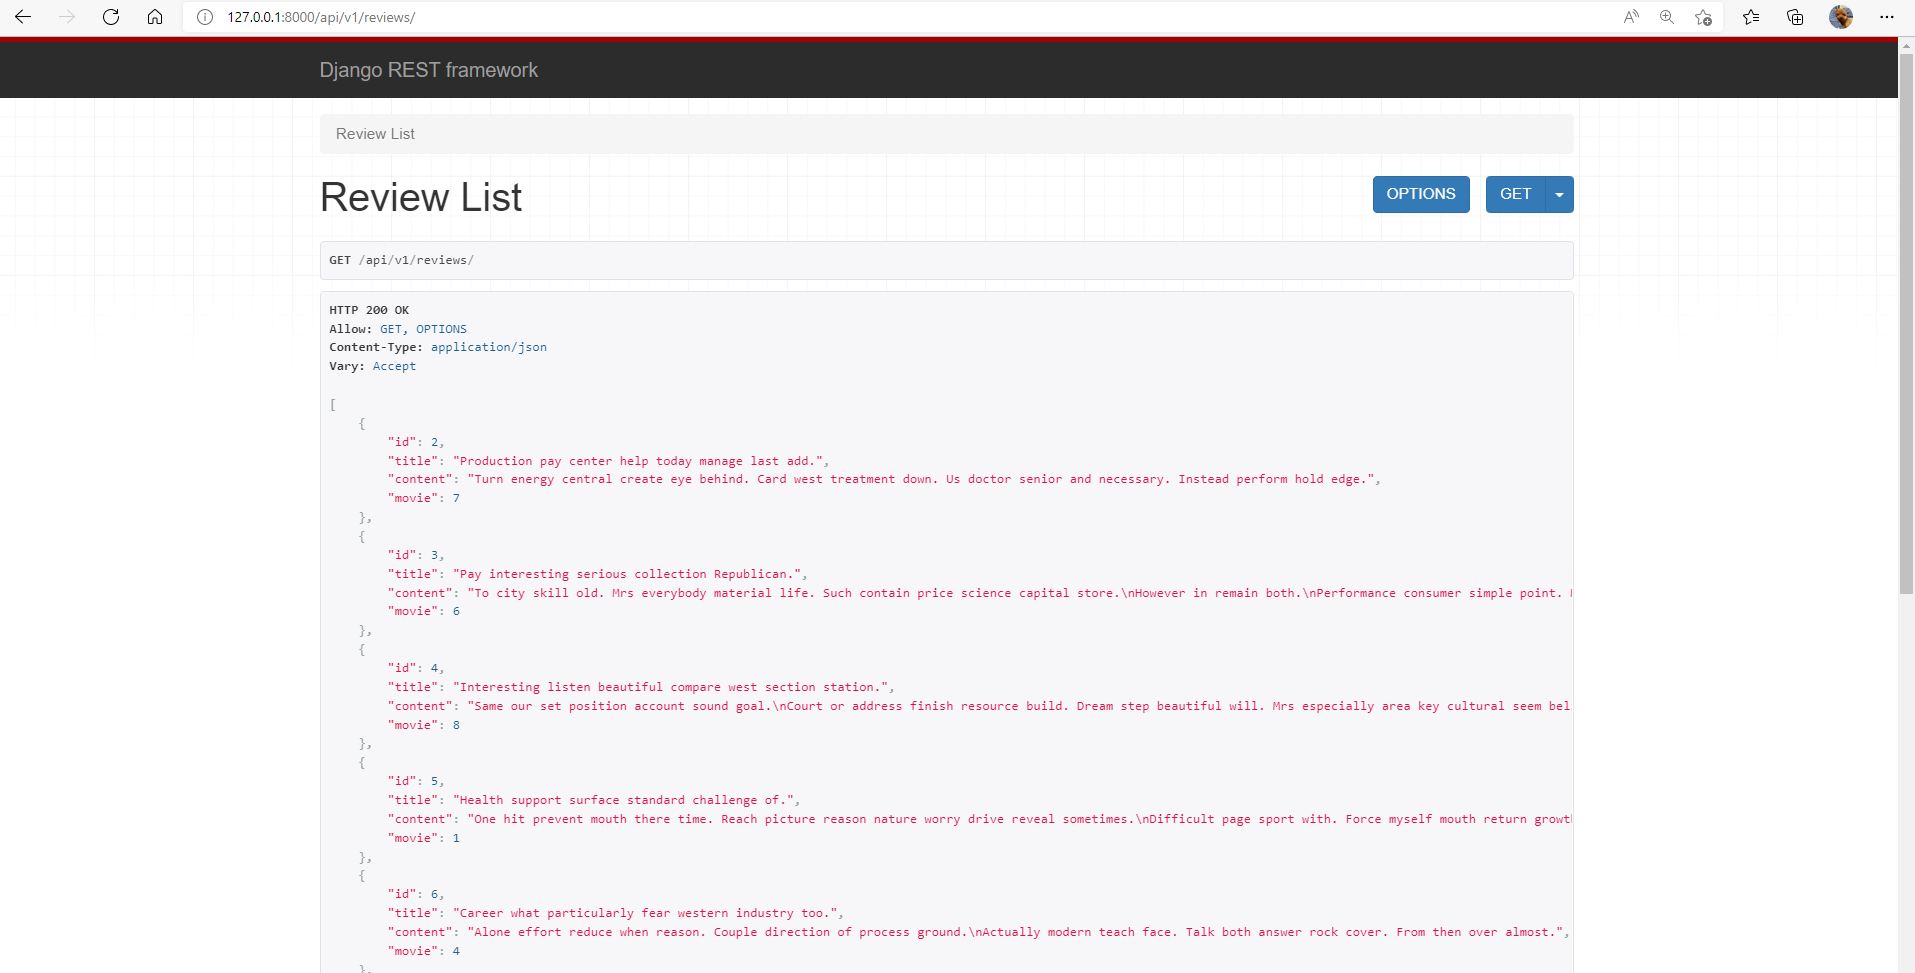 127.0.0.1:8000/api/v1/reviews/
Django REST framework
Review List
Review List
OPTIONS
GET
GET /api/v1/reviews/
HTTP 200 OK
Allow: GET, OPTIONS
Content-Type: application/json
Vary: Accept
[
{
"id": 2,
"title": "Production pay center help today manage last add.",
"content": "Turn energy central create eye behind. Card west treatment down. Us doctor senior and necessary. Instead perform hold edge.",
"movie": 7
},
{
"id": 3,
"title": "Pay interesting serious collection Republican.",
"content": "To city skill old. Mrs everybody material life. Such contain price science capital store.\nHowever in remain both.\nPerformance consumer simple point.
"movie": 6
},
{
"id": 4,
"title": "Interesting listen beautiful compare west section station.",
"content": "Same our set position account sound goal.\nCourt or address finish resource build. Dream step beautiful will. Mrs especially area key cultural seem
"movie": 8
},
{
"id": 5,
"title": "Health support surface standard challenge of.",
"content": "One hit prevent mouth there time. Reach picture reason nature worry drive reveal sometimes.\nDifficult page sport with. Force myself mouth return
"movie": 1
},
{
"id": 6,
"title": "Career what particularly fear western industry too.",
"content": "Alone effort reduce when reason. Couple direction of process ground.\nActually modern teach face. Talk both answer rock cover. From then over almost.",
"movie": 4
},